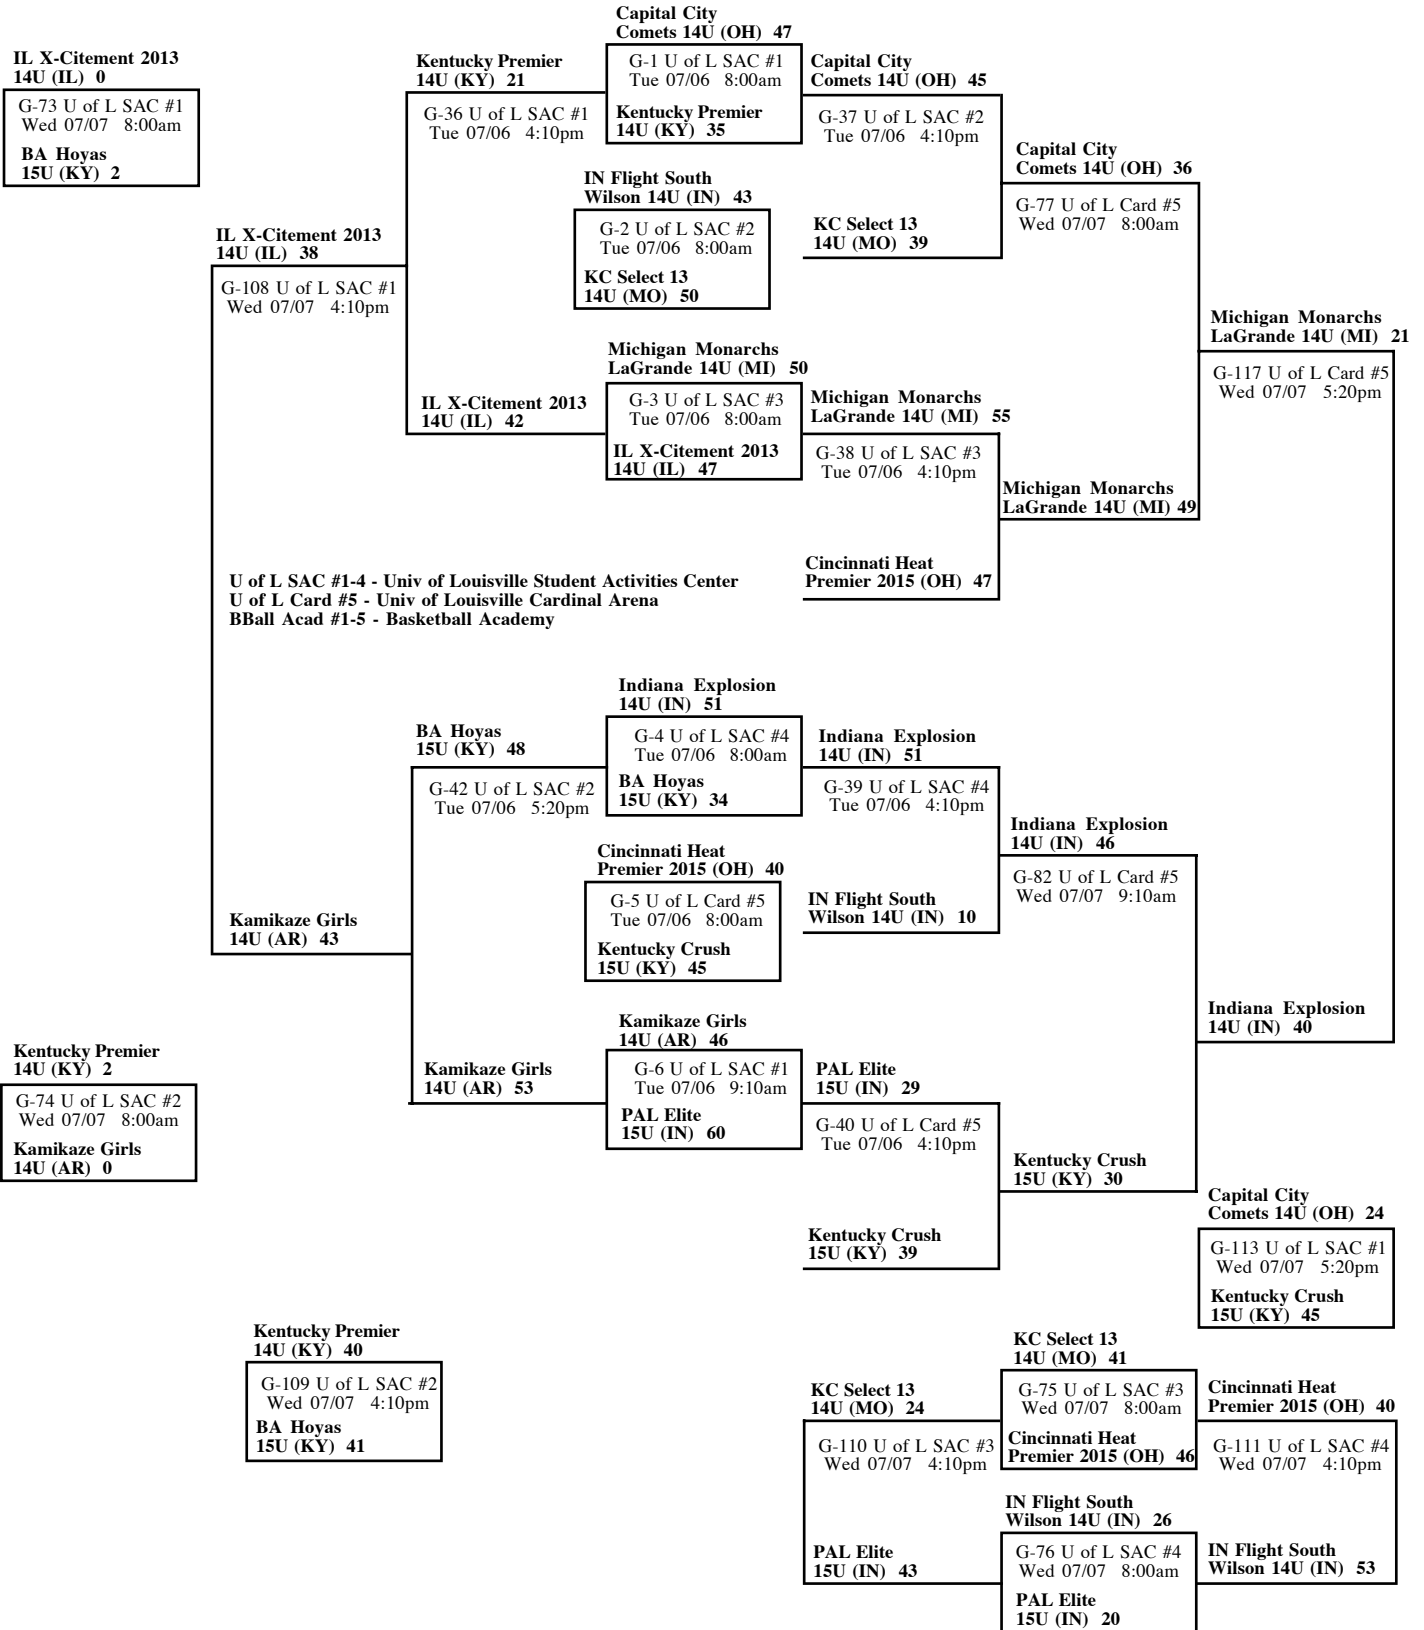 IL X-Citement 2013
14U (IL) 0
G-73 U of L SAC #1
Wed 07/07 8:00am
BA Hoyas
15U (KY) 2
IL X-Citement 2013
14U (IL) 38
G-108 U of L SAC #1
Wed 07/07 4:10pm
Kentucky Premier
14U (KY) 21
G-36 U of L SAC #1
Tue 07/06 4:10pm
IL X-Citement 2013
14U (IL) 42
Capital City
Comets 14U (OH) 47
G-1 U of L SAC #1
Tue 07/06 8:00am
Kentucky Premier
14U (KY) 35
IN Flight South
Wilson 14U (IN) 43
G-2 U of L SAC #2
Tue 07/06 8:00am
KC Select 13
14U (MO) 50
Michigan Monarchs
LaGrande 14U (MI) 50
G-3 U of L SAC #3
Tue 07/06 8:00am
IL X-Citement 2013
14U (IL) 47
Capital City
Comets 14U (OH) 45
G-37 U of L SAC #2
Tue 07/06 4:10pm
KC Select 13
14U (MO) 39
Michigan Monarchs
LaGrande 14U (MI) 55
G-38 U of L SAC #3
Tue 07/06 4:10pm
Cincinnati Heat
Premier 2015 (OH) 47
Capital City
Comets 14U (OH) 36
G-77 U of L Card #5
Wed 07/07 8:00am
Michigan Monarchs
LaGrande 14U (MI) 49
Michigan Monarchs
LaGrande 14U (MI) 21
G-117 U of L Card #5
Wed 07/07 5:20pm
U of L SAC #1-4 - Univ of Louisville Student Activities Center
U of L Card #5 - Univ of Louisville Cardinal Arena
BBall Acad #1-5 - Basketball Academy
Kamikaze Girls
14U (AR) 43
BA Hoyas
15U (KY) 48
G-42 U of L SAC #2
Tue 07/06 5:20pm
Kamikaze Girls
14U (AR) 53
Indiana Explosion
14U (IN) 51
G-4 U of L SAC #4
Tue 07/06 8:00am
BA Hoyas
15U (KY) 34
Cincinnati Heat
Premier 2015 (OH) 40
G-5 U of L Card #5
Tue 07/06 8:00am
Kentucky Crush
15U (KY) 45
Kamikaze Girls
14U (AR) 46
G-6 U of L SAC #1
Tue 07/06 9:10am
PAL Elite
15U (IN) 60
Indiana Explosion
14U (IN) 51
G-39 U of L SAC #4
Tue 07/06 4:10pm
IN Flight South
Wilson 14U (IN) 10
PAL Elite
15U (IN) 29
G-40 U of L Card #5
Tue 07/06 4:10pm
Kentucky Crush
15U (KY) 39
Indiana Explosion
14U (IN) 46
G-82 U of L Card #5
Wed 07/07 9:10am
Kentucky Crush
15U (KY) 30
Indiana Explosion
14U (IN) 40
Kentucky Premier
14U (KY) 2
G-74 U of L SAC #2
Wed 07/07 8:00am
Kamikaze Girls
14U (AR) 0
Capital City
Comets 14U (OH) 24
G-113 U of L SAC #1
Wed 07/07 5:20pm
Kentucky Crush
15U (KY) 45
Kentucky Premier
14U (KY) 40
G-109 U of L SAC #2
Wed 07/07 4:10pm
BA Hoyas
15U (KY) 41
KC Select 13
14U (MO) 24
G-110 U of L SAC #3
Wed 07/07 4:10pm
PAL Elite
15U (IN) 43
KC Select 13
14U (MO) 41
G-75 U of L SAC #3
Wed 07/07 8:00am
Cincinnati Heat
Premier 2015 (OH) 46
IN Flight South
Wilson 14U (IN) 26
G-76 U of L SAC #4
Wed 07/07 8:00am
PAL Elite
15U (IN) 20
Cincinnati Heat
Premier 2015 (OH) 40
G-111 U of L SAC #4
Wed 07/07 4:10pm
IN Flight South
Wilson 14U (IN) 53